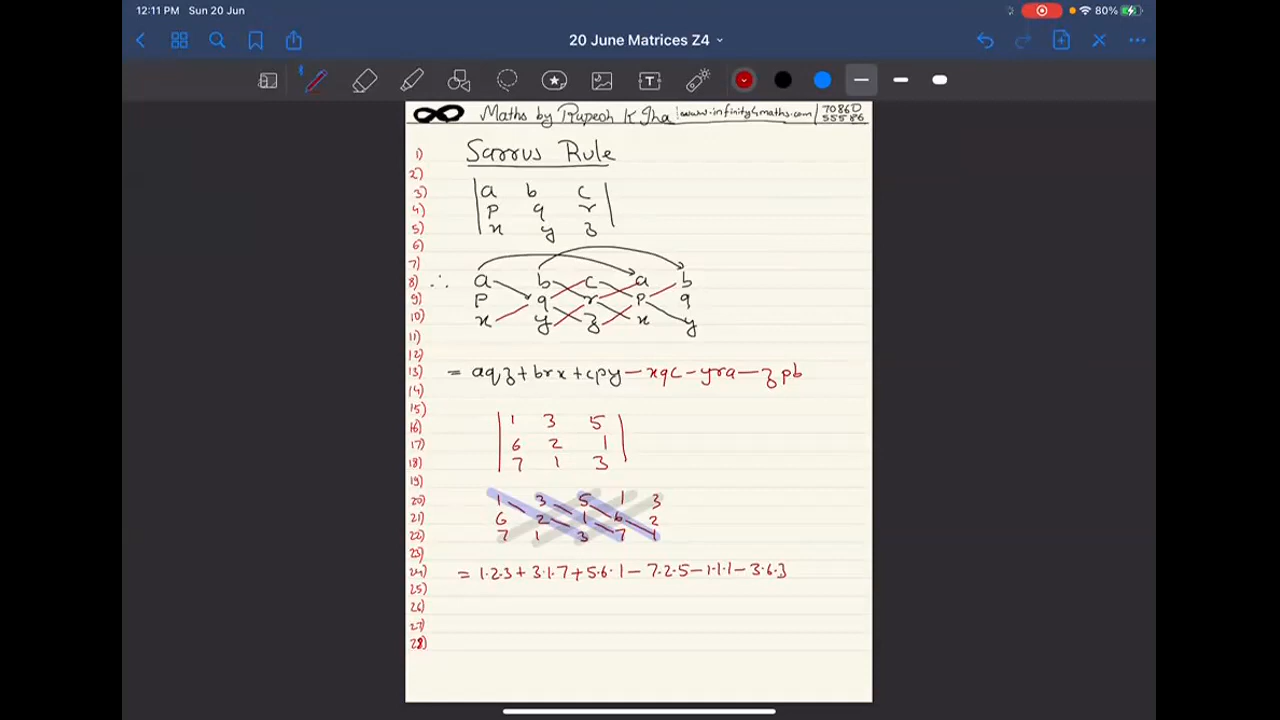 12:11 PM Sun 20 Jun 80%
20 June Matrices Z4
Maths by Rupesh K Jha | www.infinity4maths.com | 70860 55586
1) Sarrus Rule
2)
3) a b c
4) p q r
5) x y z
6)
7)
8) ∴ a b c a b
9) p q r p q
10) x y z x y
11)
12)
13) = aqz + brx + cpy - xqc - yra - zpb
14)
15)
16) 1 3 5
17) 6 2 1
18) 7 1 3
19)
20) 1 3 5 1 3
21) 6 2 1 6 2
22) 7 1 3 7 1
23)
24) = 1·2·3 + 3·1·7 + 5·6·1 - 7·2·5 - 1·1·1 - 3·6·3
25)
26)
27)
28)